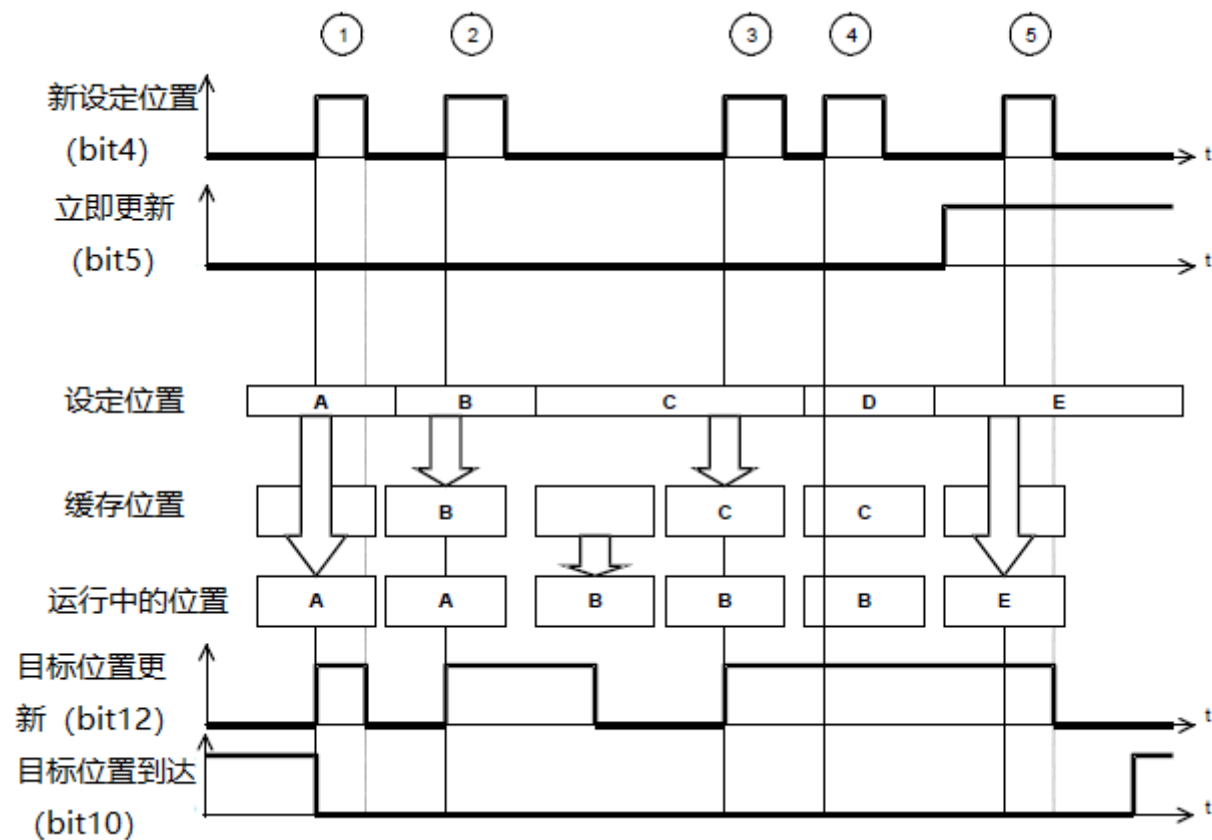 1 2 3 4 5
新设定位置
(bit4)
t
立即更新
(bit5)
t
设定位置 A B C D E
缓存位置 B C C
运行中的位置 A A B B B E
目标位置更
新（bit12)
t
目标位置到达
(bit10)
t